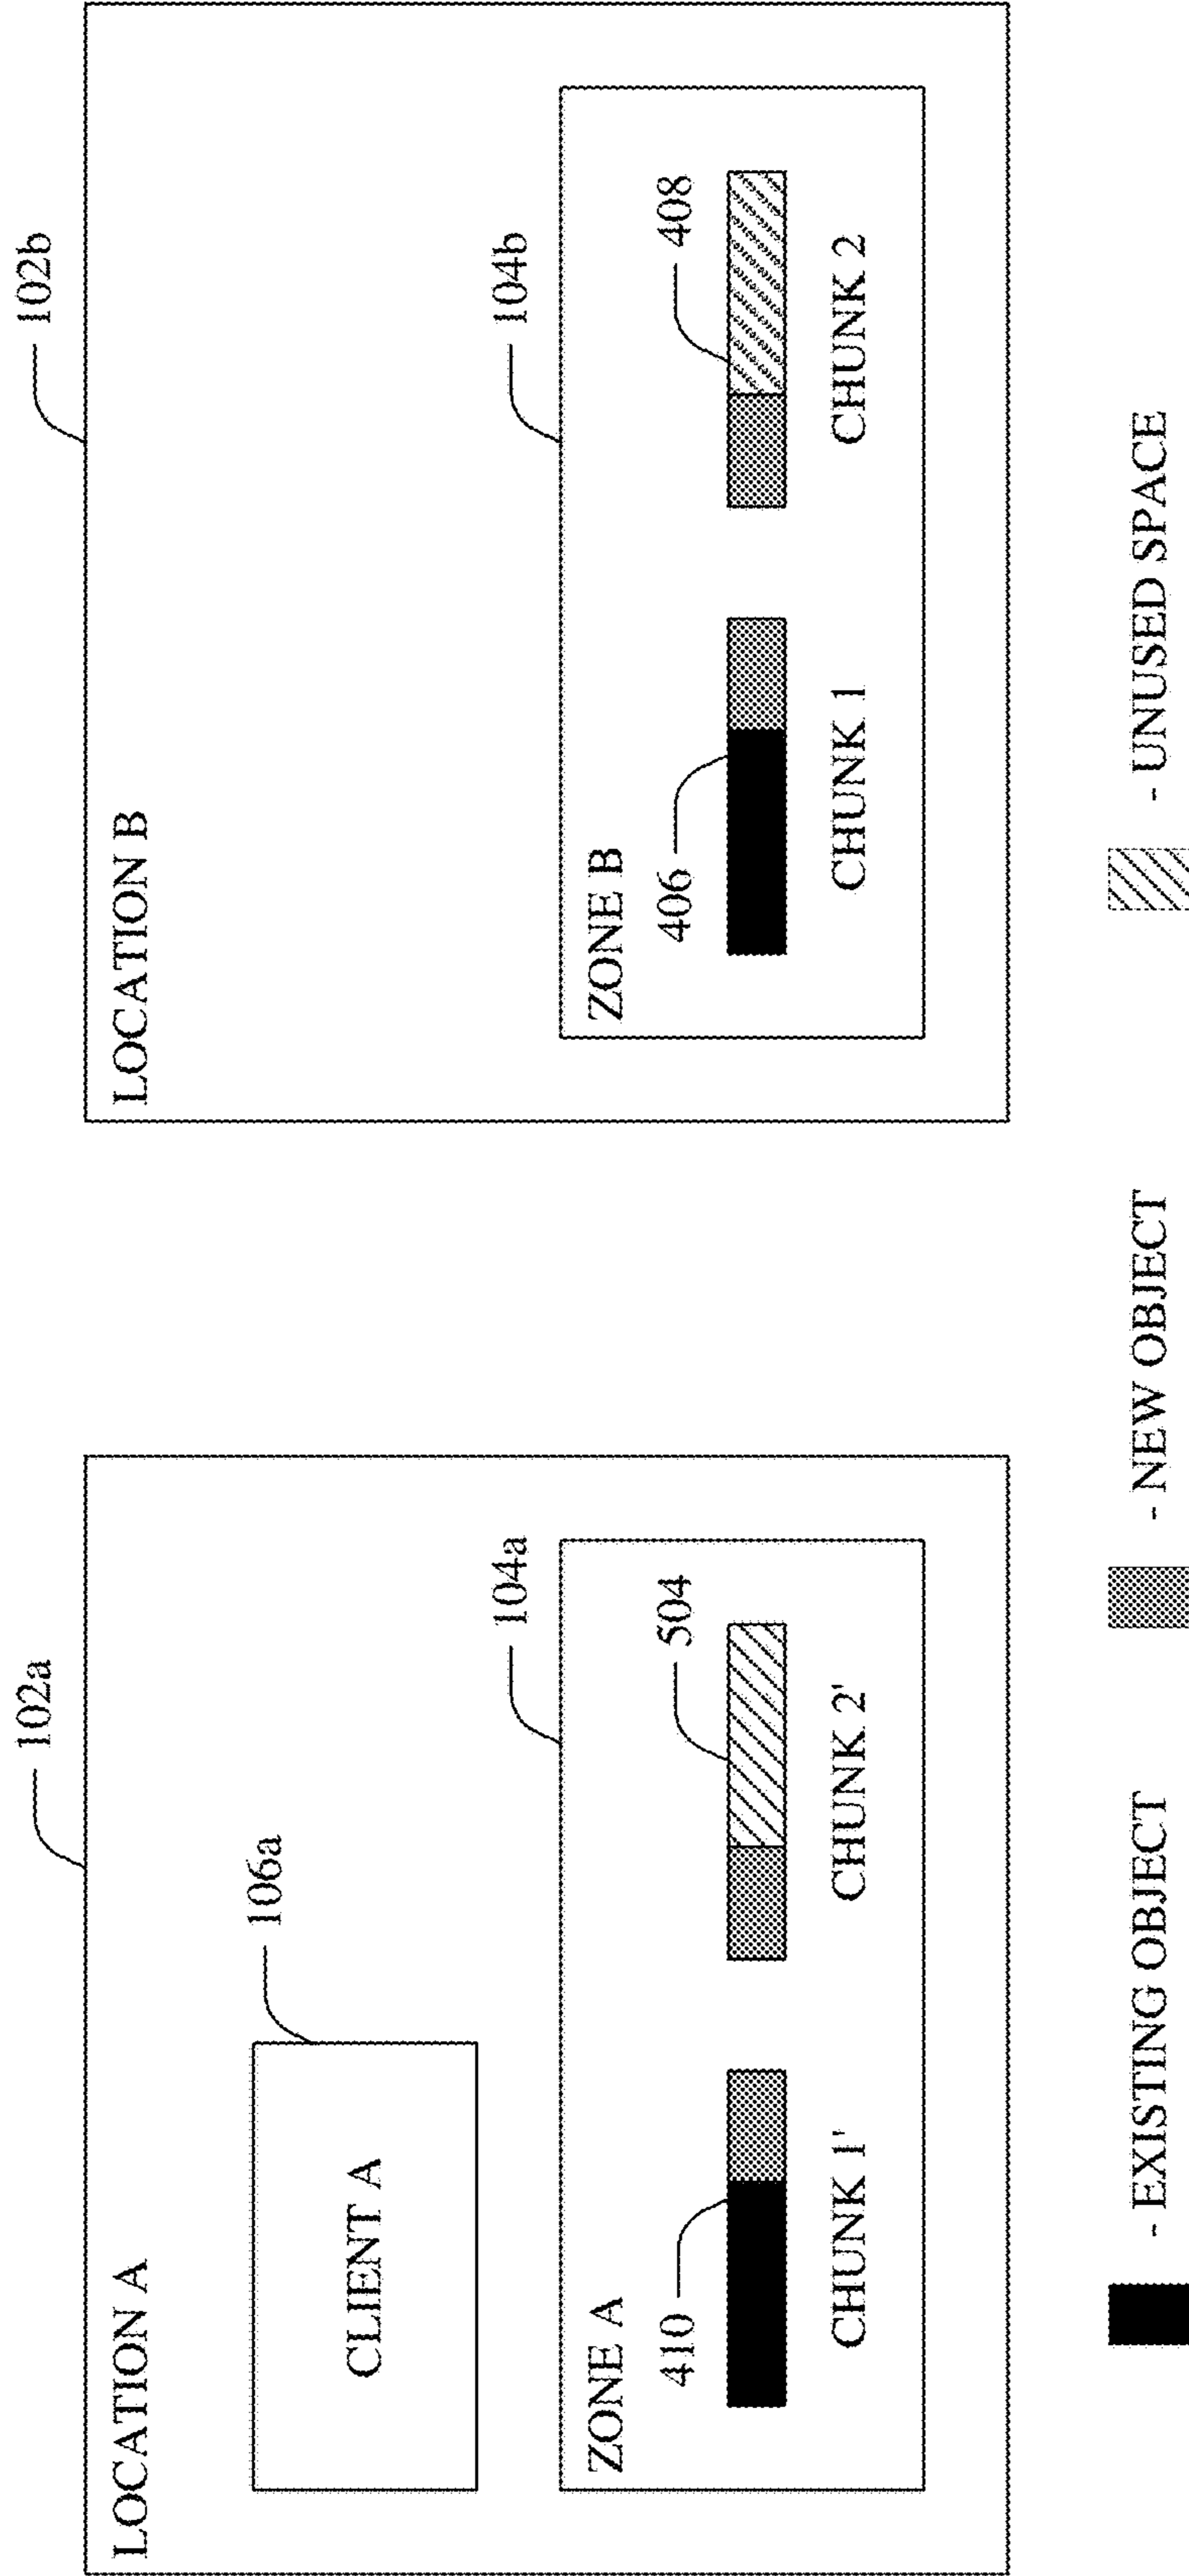 102a
LOCATION A
106a
CLIENT A
104a
ZONE A
410
504
CHUNK 1'
CHUNK 2'
102b
LOCATION B
104b
ZONE B
406
408
CHUNK 1
CHUNK 2
- EXISTING OBJECT
- NEW OBJECT
- UNUSED SPACE